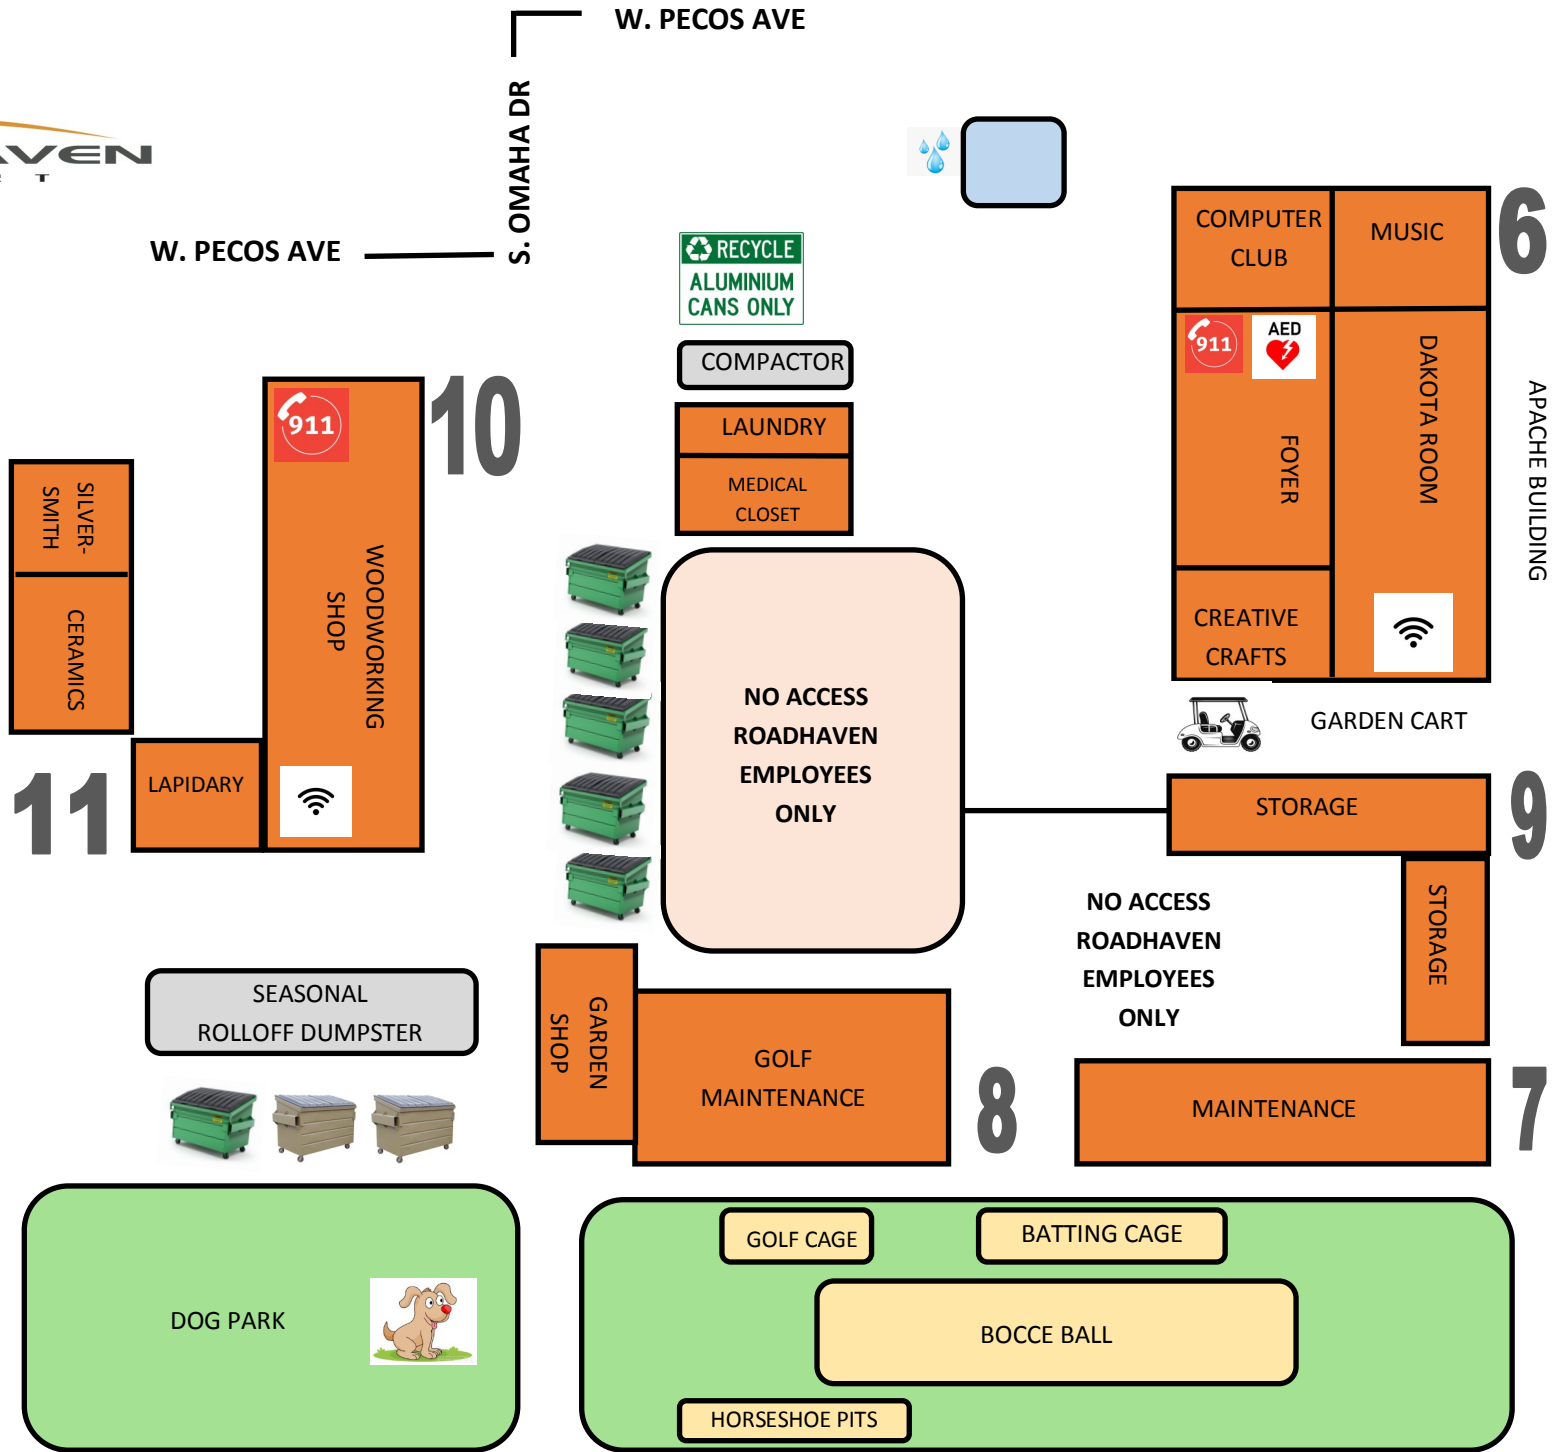 W. PECOS AVE
S. OMAHA DR
W. PECOS AVE
AVEN
RECYCLE
ALUMINIUM
CANS ONLY
COMPACTOR
LAUNDRY
MEDICAL
CLOSET
COMPUTER
CLUB
MUSIC
6
911
AED
FOYER
DAKOTA ROOM
APACHE BUILDING
CREATIVE
CRAFTS
GARDEN CART
10
911
WOODWORKING
SHOP
SILVER-
SMITH
CERAMICS
LAPIDARY
11
NO ACCESS
ROADHAVEN
EMPLOYEES
ONLY
STORAGE
9
STORAGE
NO ACCESS
ROADHAVEN
EMPLOYEES
ONLY
SEASONAL
ROLLOFF DUMPSTER
GARDEN
SHOP
GOLF
MAINTENANCE
8
MAINTENANCE
7
DOG PARK
GOLF CAGE
BATTING CAGE
BOCCE BALL
HORSESHOE PITS